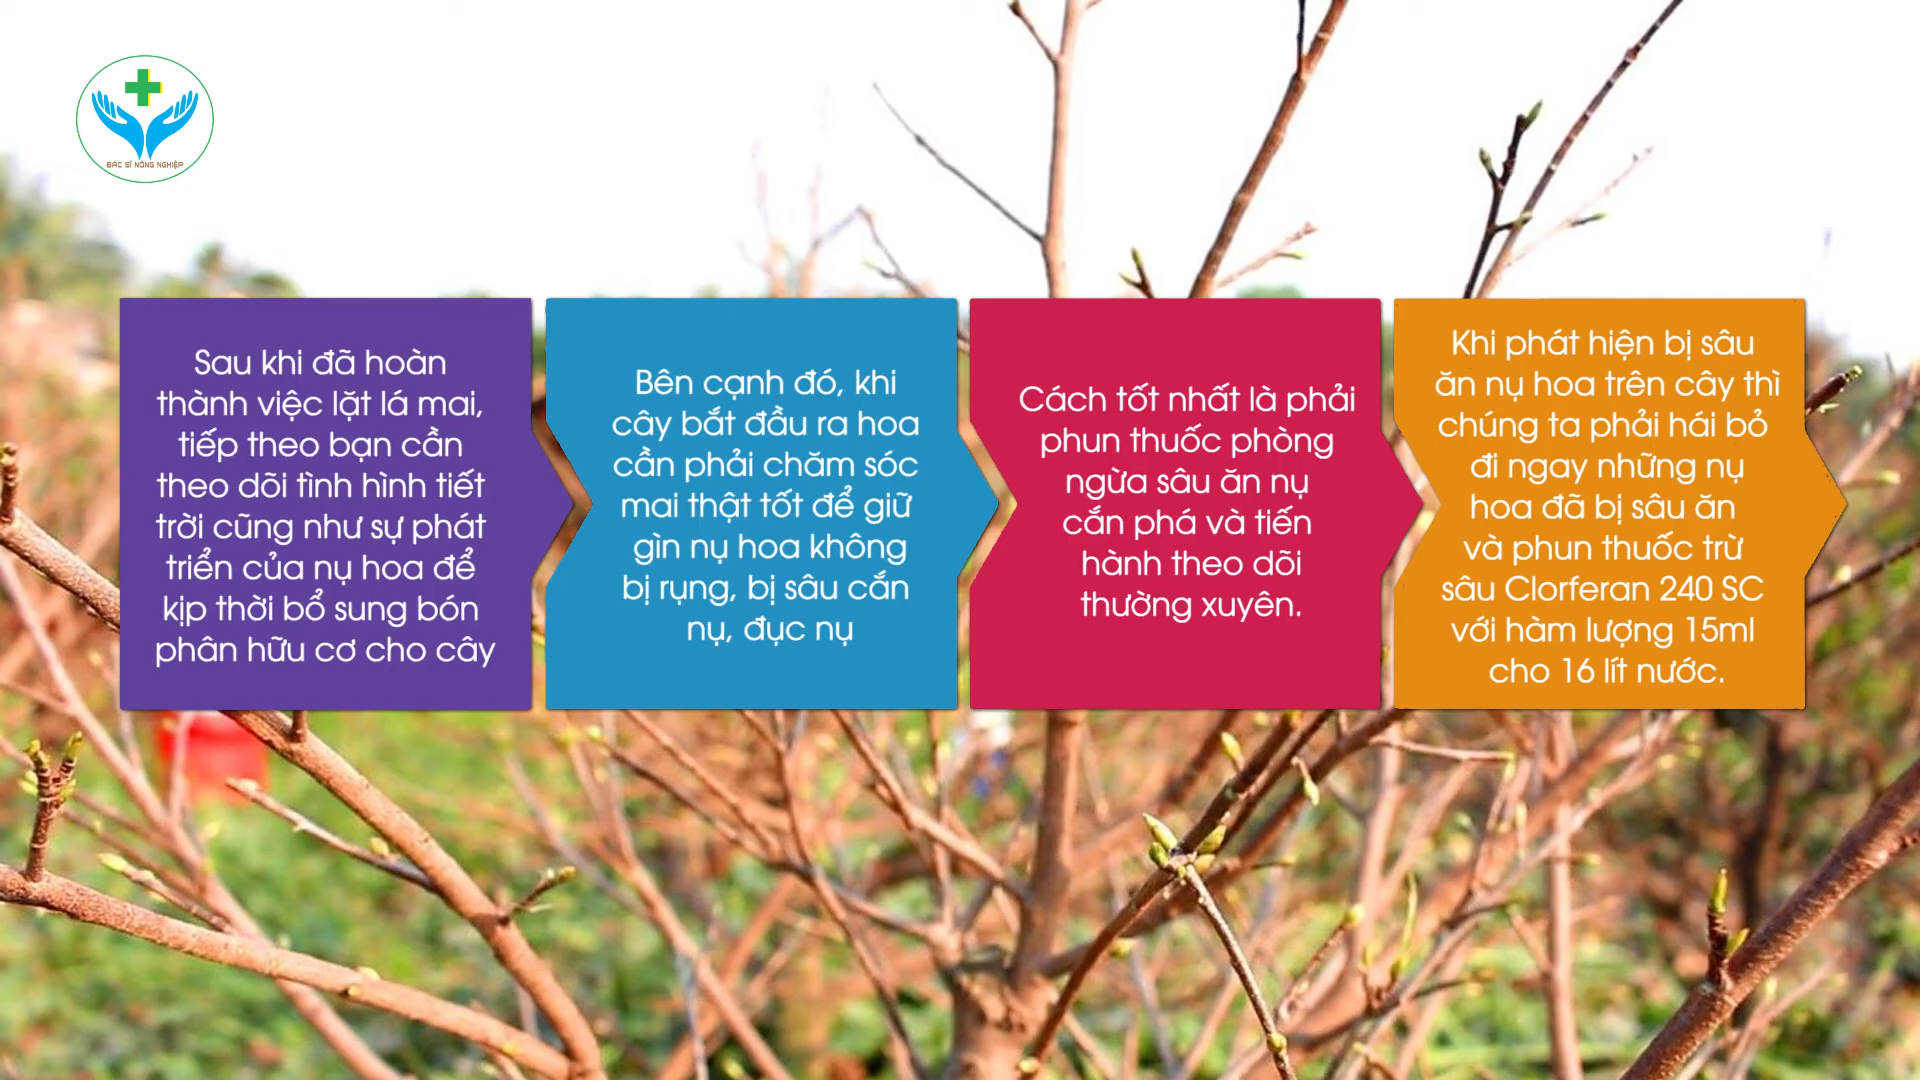 BÁC SĨ NÔNG NGHIỆP
Sau khi đã hoàn
thành việc lặt lá mai,
tiếp theo bạn cần
theo dõi tình hình tiết
trời cũng như sự phát
triển của nụ hoa để
kịp thời bổ sung bón
phân hữu cơ cho cây
Bên cạnh đó, khi
cây bắt đầu ra hoa
cần phải chăm sóc
mai thật tốt để giữ
gìn nụ hoa không
bị rụng, bị sâu cắn
nụ, đục nụ
Cách tốt nhất là phải
phun thuốc phòng
ngừa sâu ăn nụ
cắn phá và tiến
hành theo dõi
thường xuyên.
Khi phát hiện bị sâu
ăn nụ hoa trên cây thì
chúng ta phải hái bỏ
đi ngay những nụ
hoa đã bị sâu ăn
và phun thuốc trừ
sâu Clorferan 240 SC
với hàm lượng 15ml
cho 16 lít nước.